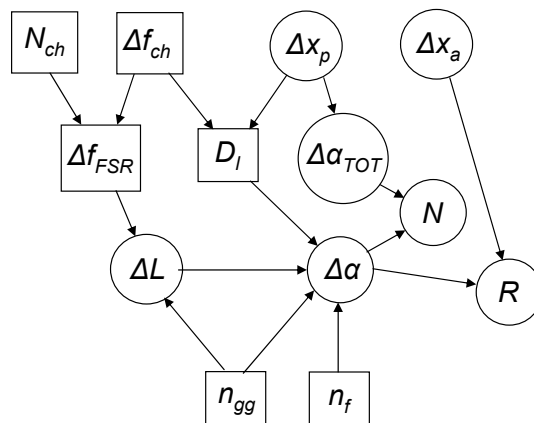 N_ch
Δf_ch
Δx_p
Δx_a
Δf_FSR
D_l
Δα_TOT
N
ΔL
Δα
R
n_gg
n_f